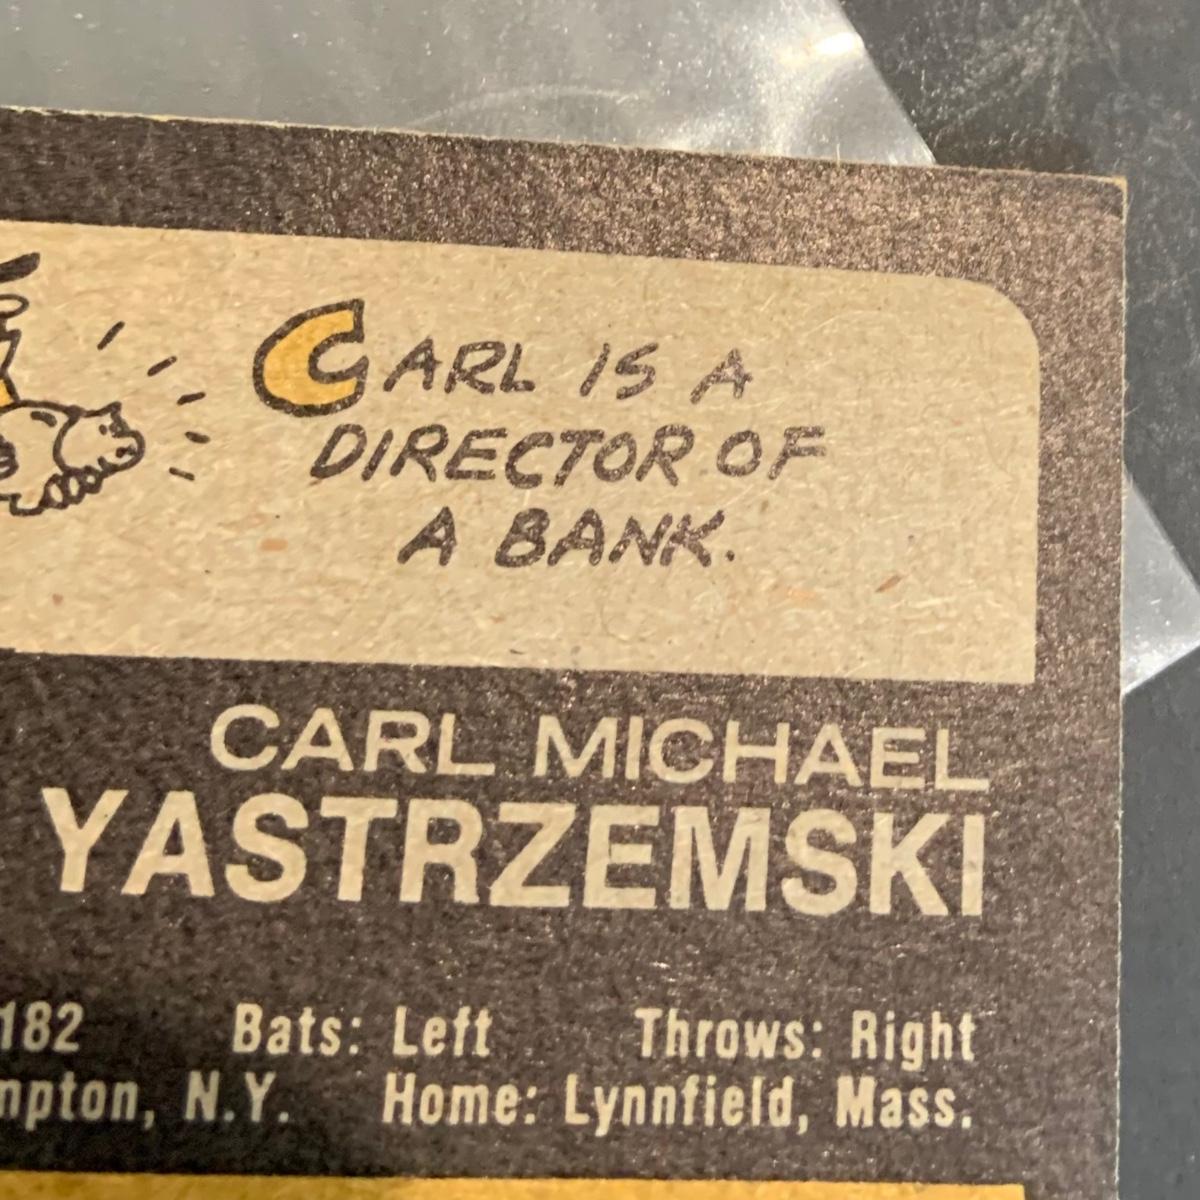 CARL IS A
DIRECTOR OF
A BANK.
CARL MICHAEL
YASTRZEMSKI
182 Bats: Left Throws: Right
mpton, N.Y. Home: Lynnfield, Mass.